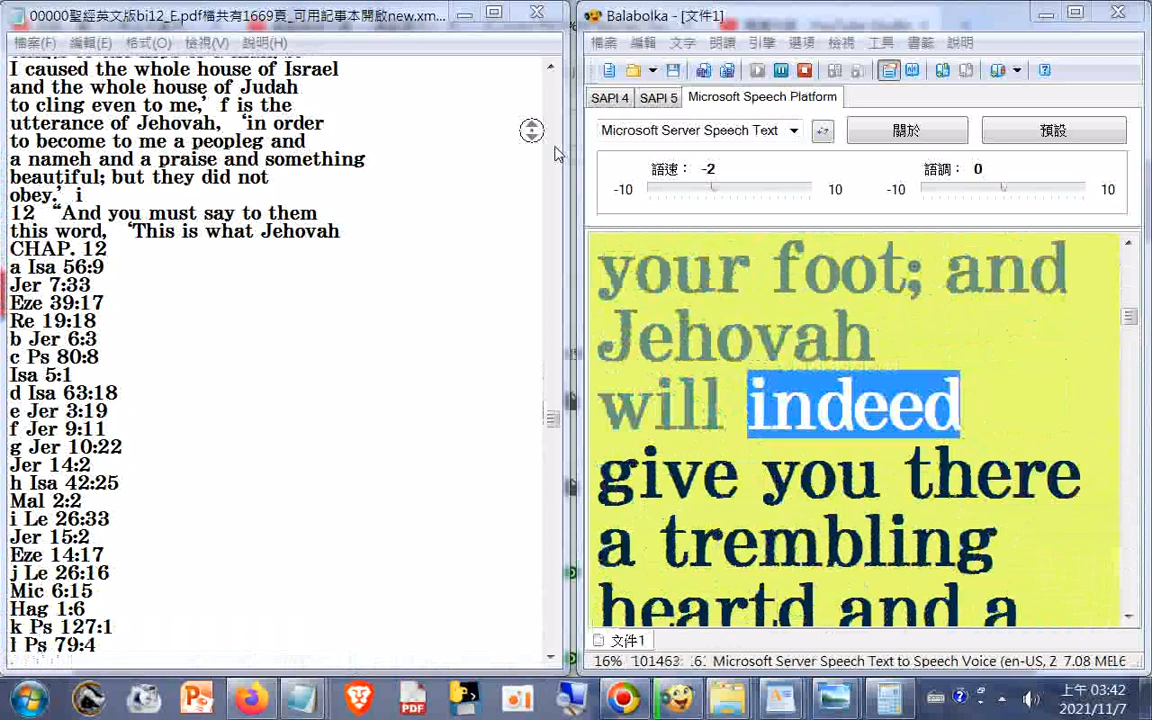 00000聖經英文版bi12_E.pdf檔共有1669頁_可用記事本開啟new.xm...
檔案(F) 編輯(E) 格式(O) 檢視(V) 說明(H)
I caused the whole house of Israel
and the whole house of Judah
to cling even to me,’ f is the
utterance of Jehovah, ‘in order
to become to me a peopleg and
a nameh and a praise and something
beautiful; but they did not
obey.’ i
12 “And you must say to them
this word, ‘This is what Jehovah
CHAP. 12
a Isa 56:9
Jer 7:33
Eze 39:17
Re 19:18
b Jer 6:3
c Ps 80:8
Isa 5:1
d Isa 63:18
e Jer 3:19
f Jer 9:11
g Jer 10:22
Jer 14:2
h Isa 42:25
Mal 2:2
i Le 26:33
Jer 15:2
Eze 14:17
j Le 26:16
Mic 6:15
Hag 1:6
k Ps 127:1
l Ps 79:4
Balabolka - [文件1]
檔案 編輯 文字 朗讀 引擎 選項 檢視 工具 書籤 說明
SAPI 4 SAPI 5 Microsoft Speech Platform
Microsoft Server Speech Text 關於 預設
語速: -2 語調: 0
-10 10 -10 10
your foot; and
Jehovah
will indeed
give you there
a trembling
heartd and a
文件1
16% 101463 Microsoft Server Speech Text to Speech Voice (en-US, 2 7.08 МЕІб
PDF
上午 03:42
2021/11/7